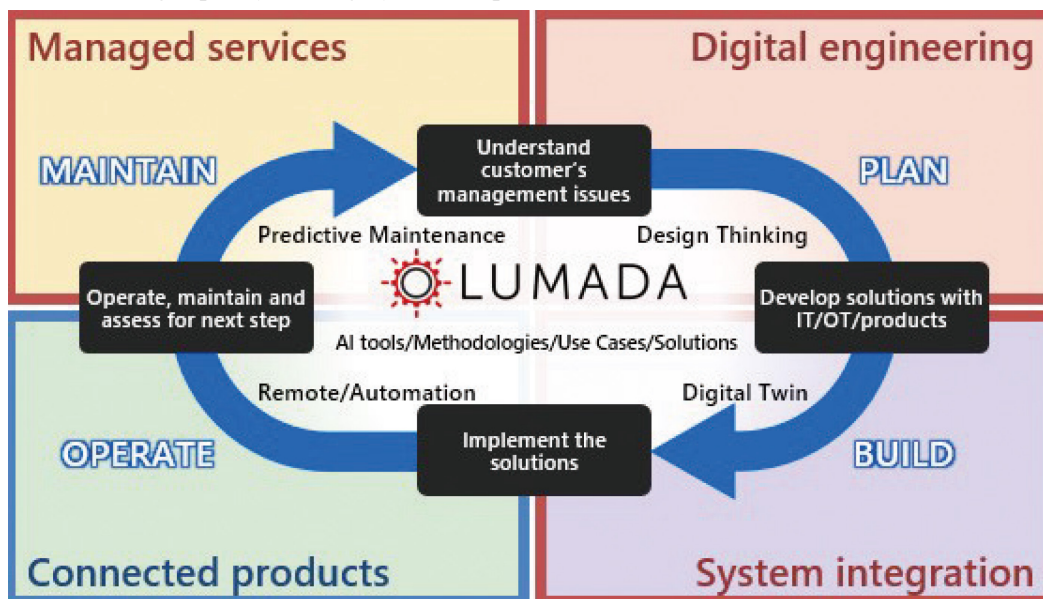 Managed services
Digital engineering
MAINTAIN
Understand
customer's
management issues
PLAN
Predictive Maintenance
Design Thinking
Operate, maintain and
assess for next step
LUMADA
Develop solutions with
IT/OT/products
AI tools/Methodologies/Use Cases/Solutions
Remote/Automation
Digital Twin
OPERATE
Implement the
solutions
BUILD
Connected products
System integration